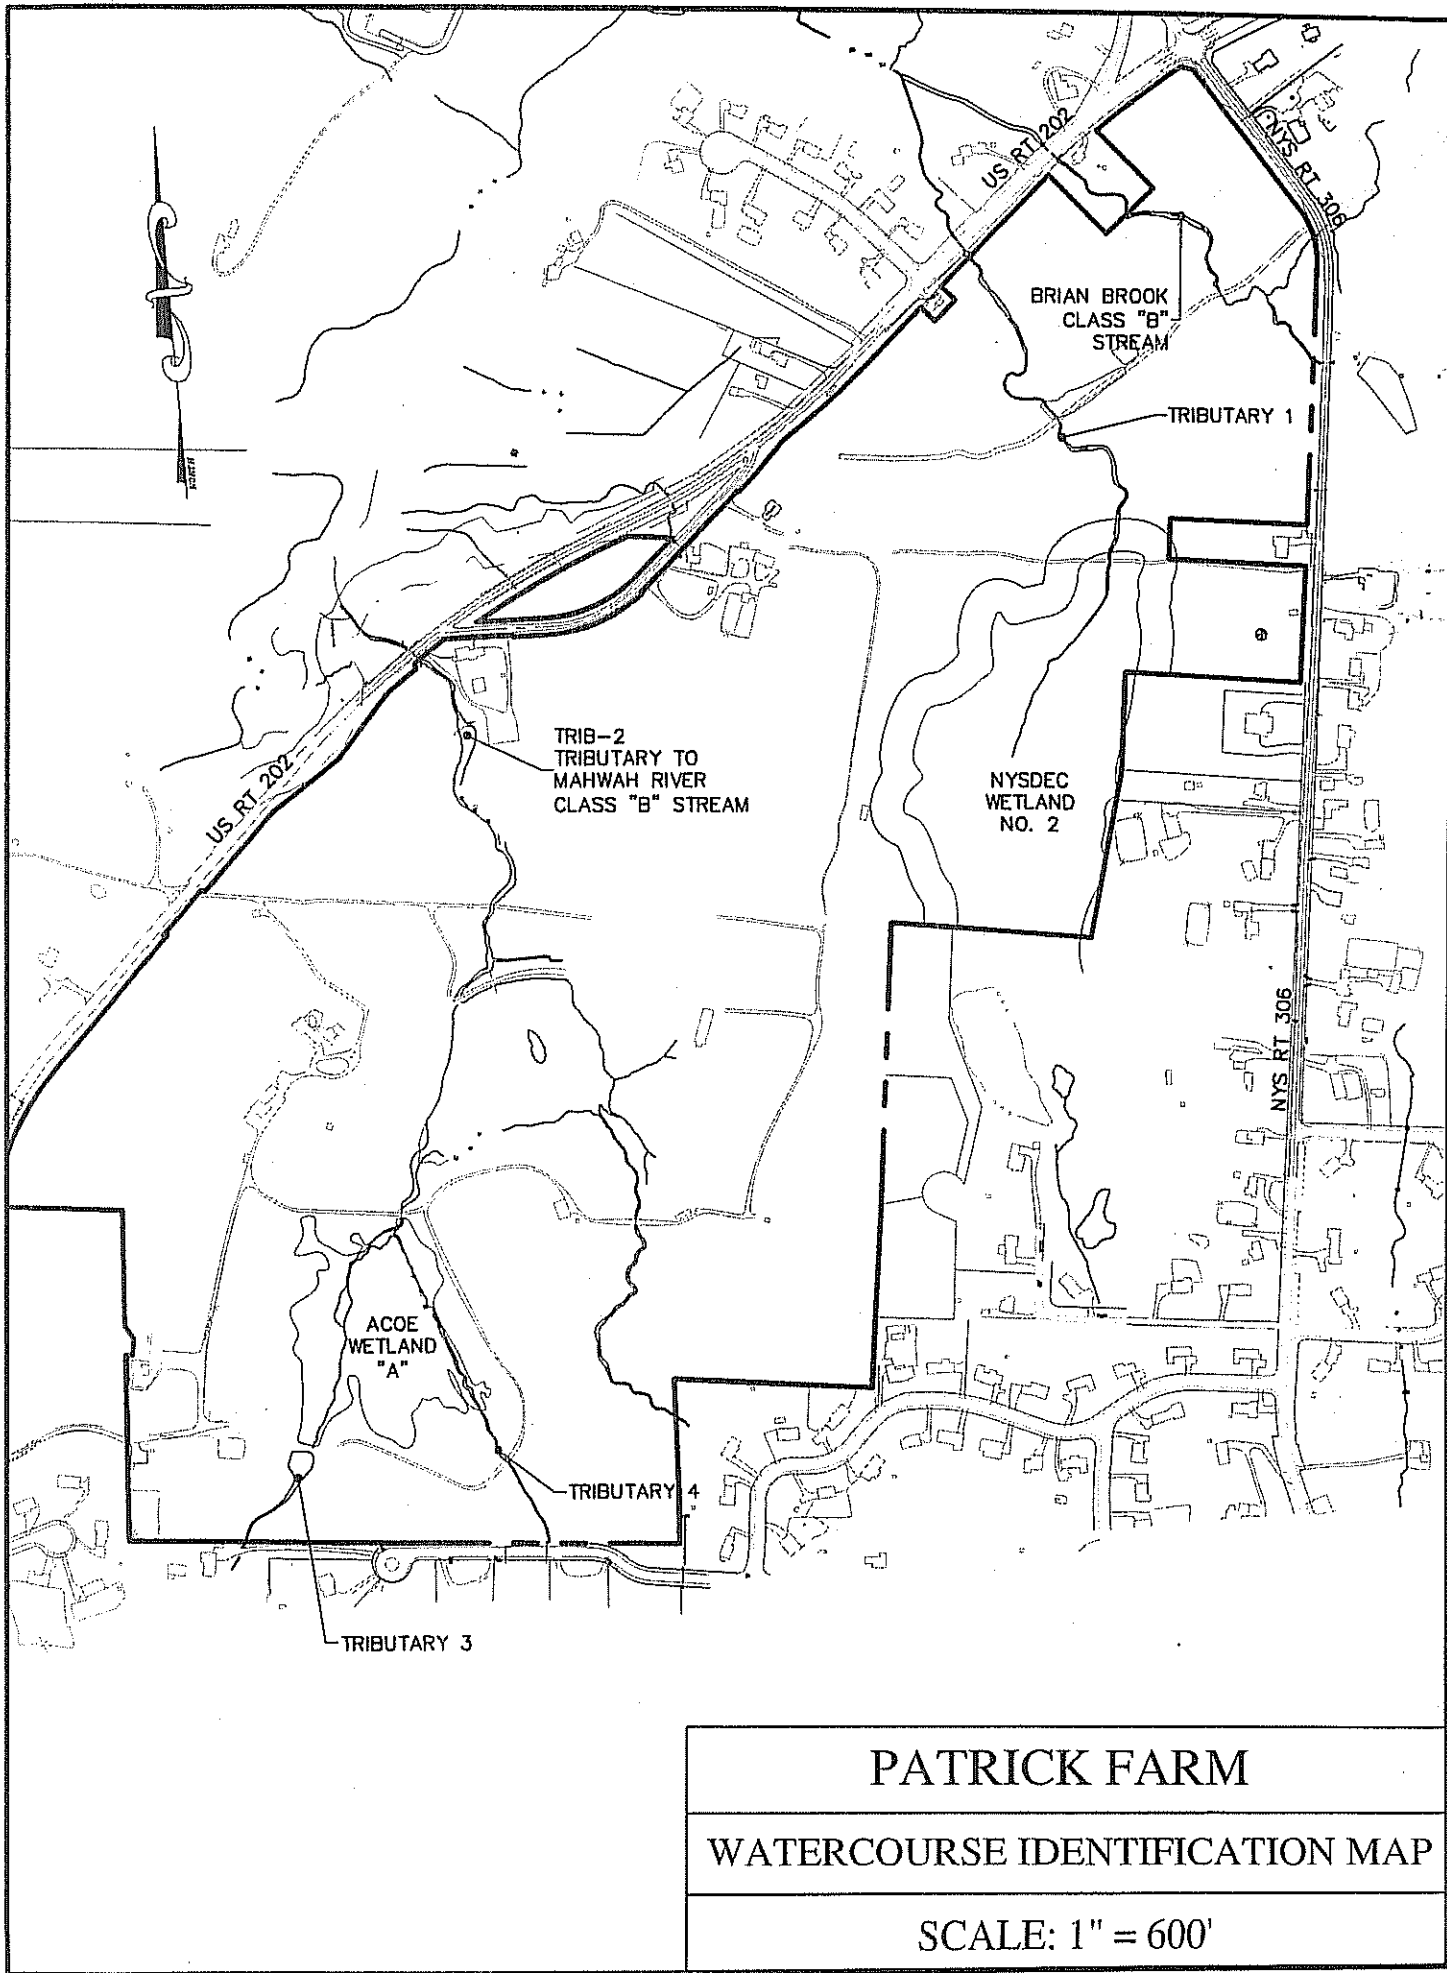 US RT 202
NYS RT 306
BRIAN BROOK
CLASS "B"
STREAM
TRIBUTARY 1
NORTH
TRIB-2
TRIBUTARY TO
MAHWAH RIVER
CLASS "B" STREAM
US RT 202
NYSDEC
WETLAND
NO. 2
NYS RT 306
ACOE
WETLAND
"A"
TRIBUTARY 4
TRIBUTARY 3
PATRICK FARM
WATERCOURSE IDENTIFICATION MAP
SCALE: 1" = 600'